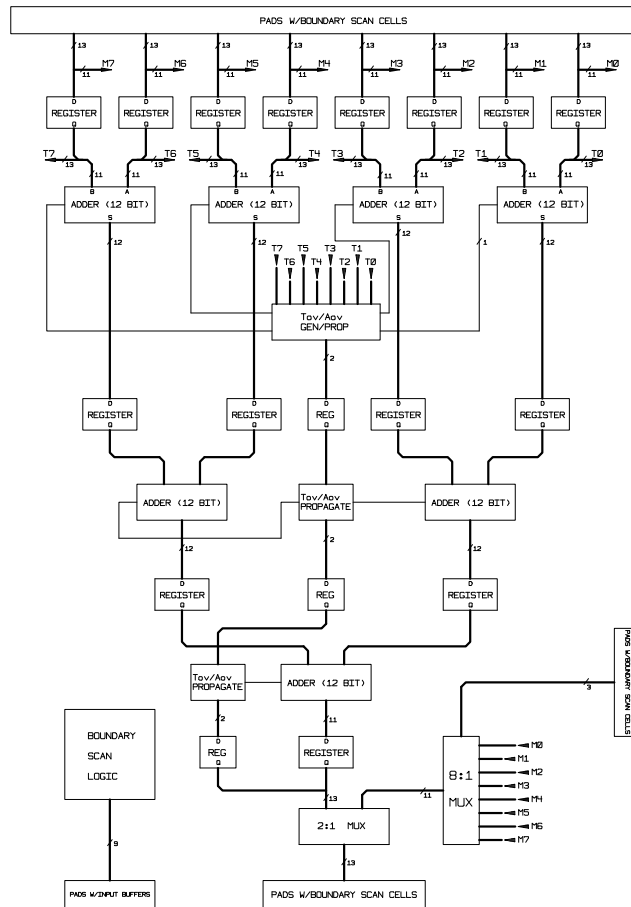 PADS W/BOUNDARY SCAN CELLS
13 13 13 13 13 13 13 13
M7 M6 M5 M4 M3 M2 M1 M0
11 11 11 11 11 11 11 11
D D D D D D D D
REGISTER REGISTER REGISTER REGISTER REGISTER REGISTER REGISTER REGISTER
Q Q Q Q Q Q Q Q
T7 T6 T5 T4 T3 T2 T1 T0
13 13 13 13 13 13 13 13
11 11 11 11 11 11 11 11
B A B A B A B A
ADDER (12 BIT) ADDER (12 BIT) ADDER (12 BIT) ADDER (12 BIT)
S S S S
12 12 12 1 12
T7 T5 T3 T1
T6 T4 T2 T0
Tov/Aov
GEN/PROP
2
D D D D D
REGISTER REGISTER REG REGISTER REGISTER
Q Q Q Q Q
ADDER (12 BIT) Tov/Aov PROPAGATE ADDER (12 BIT)
12 2 12
D D D
REGISTER REG REGISTER
Q Q Q
Tov/Aov PROPAGATE ADDER (12 BIT)
PADS W/BOUNDARY SCAN CELLS
3
2 11
D D
REG REGISTER
Q Q
BOUNDARY
SCAN
LOGIC
8:1
MUX
M0
M1
M2
M3
M4
M5
M6
M7
13 11
2:1 MUX
9
13
PADS W/INPUT BUFFERS
PADS W/BOUNDARY SCAN CELLS